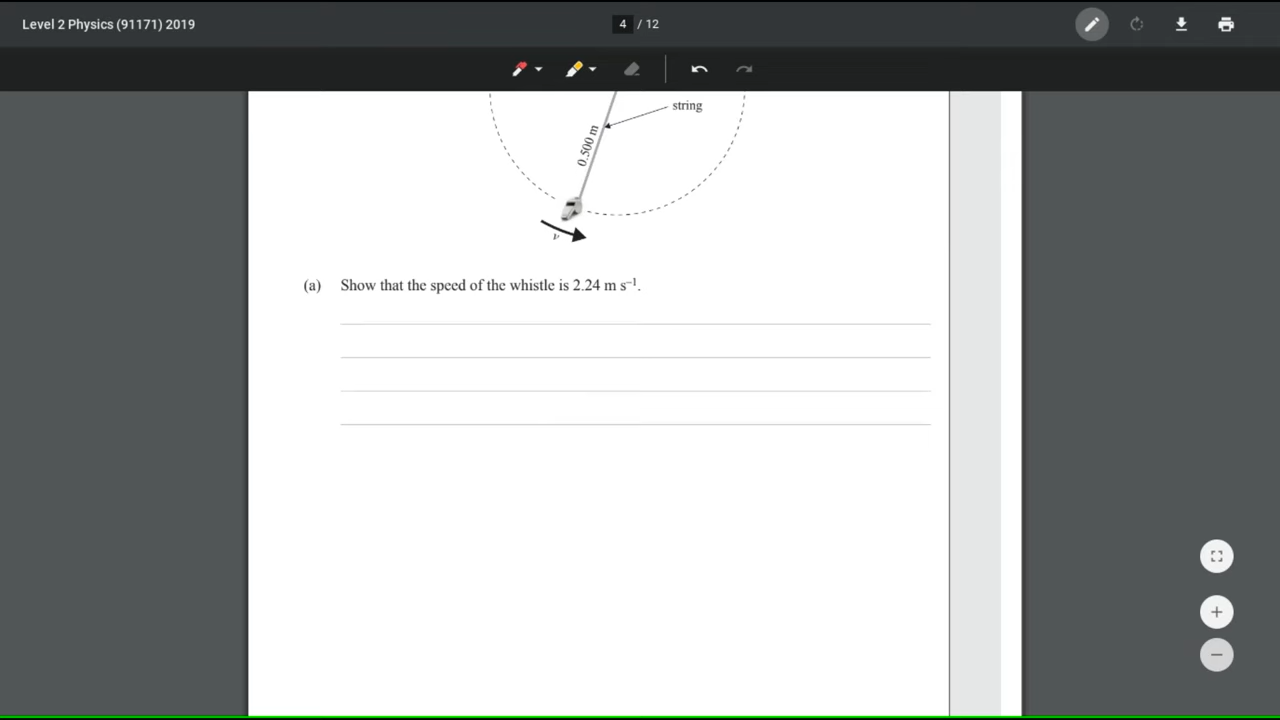 Level 2 Physics (91171) 2019
4 / 12
string
0.500 m
v
(a) Show that the speed of the whistle is 2.24 m s⁻¹.